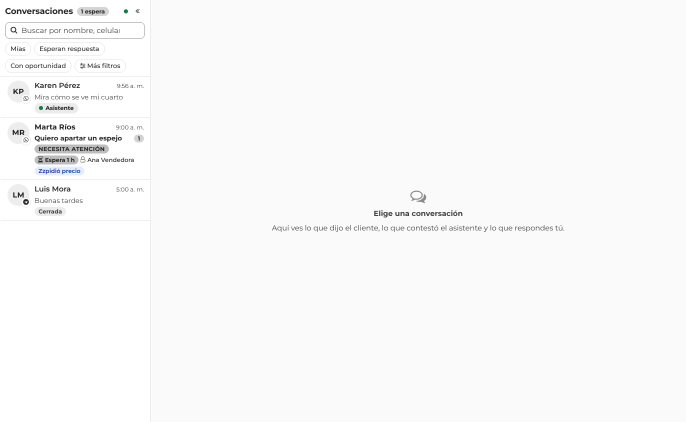 Conversaciones 1 espera «
Buscar por nombre, celular
Mías Esperan respuesta
Con oportunidad Más filtros
KP Karen Pérez 9:56 a. m.
Mira cómo se ve mi cuarto
Asistente
MR Marta Ríos 9:00 a. m.
Quiero apartar un espejo 1
NECESITA ATENCIÓN
Espera 1 h Ana Vendedora
Zzpidió precio
LM Luis Mora 5:00 a. m.
Buenas tardes
Cerrada
Elige una conversación
Aquí ves lo que dijo el cliente, lo que contestó el asistente y lo que respondes tú.